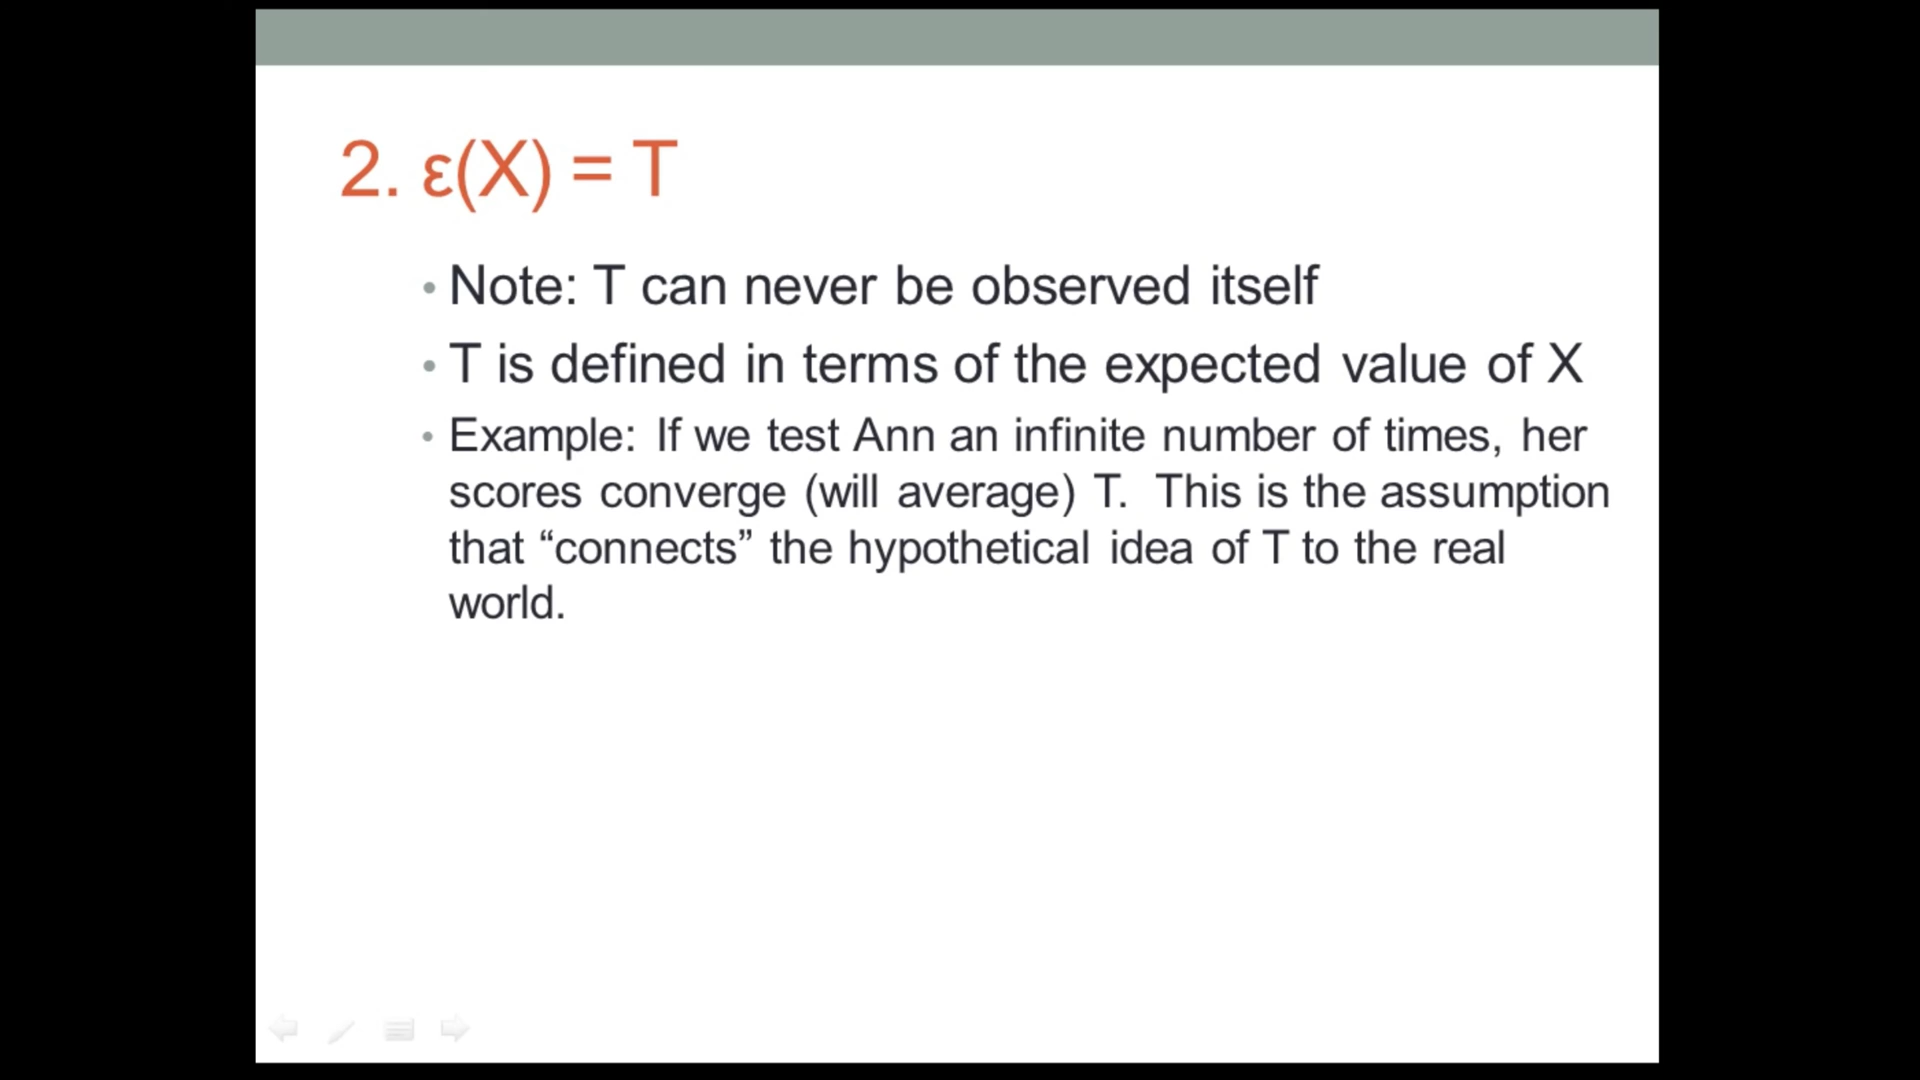 2. ε(X) = T
• Note: T can never be observed itself
• T is defined in terms of the expected value of X
• Example: If we test Ann an infinite number of times, her
scores converge (will average) T. This is the assumption
that “connects” the hypothetical idea of T to the real
world.